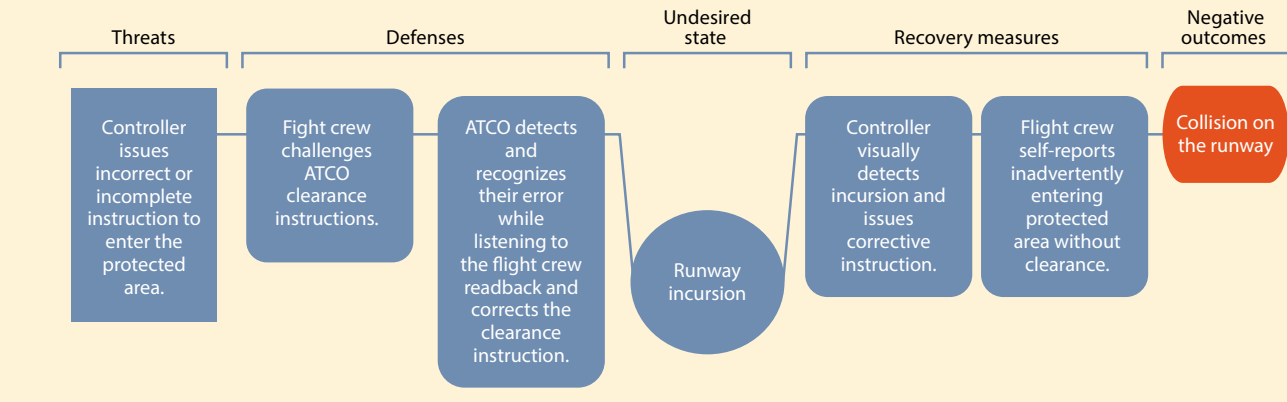 Threats
Defenses
Undesired
state
Recovery measures
Negative
outcomes
Controller
issues
incorrect or
incomplete
instruction to
enter the
protected
area.
Fight crew
challenges
ATCO
clearance
instructions.
ATCO detects
and
recognizes
their error
while
listening to
the flight crew
readback and
corrects the
clearance
instruction.
Runway
incursion
Controller
visually
detects
incursion and
issues
corrective
instruction.
Flight crew
self-reports
inadvertently
entering
protected
area without
clearance.
Collision on
the runway